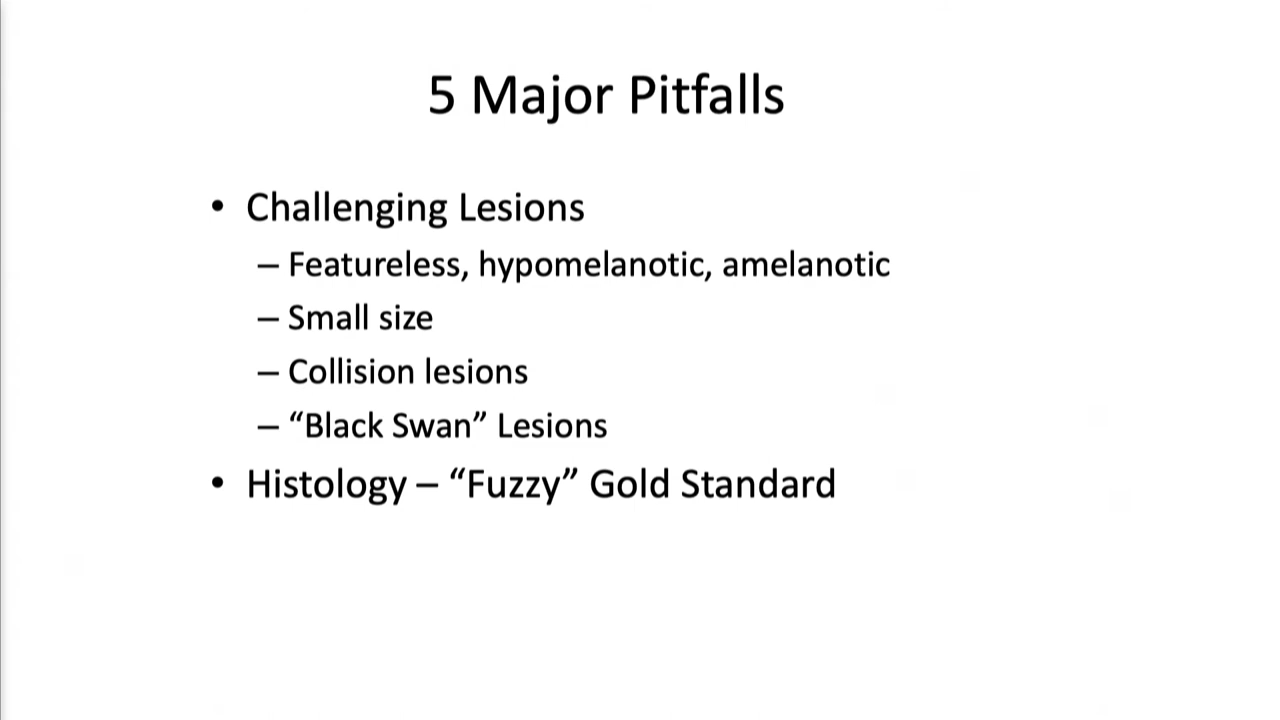 5 Major Pitfalls
• Challenging Lesions
– Featureless, hypomelanotic, amelanotic
– Small size
– Collision lesions
– “Black Swan” Lesions
• Histology – “Fuzzy” Gold Standard